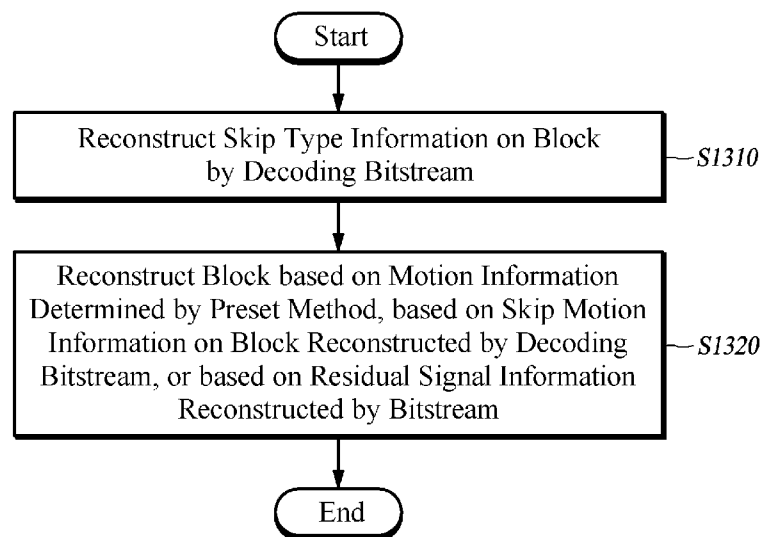 Start
Reconstruct Skip Type Information on Block
by Decoding Bitstream
S1310
Reconstruct Block based on Motion Information
Determined by Preset Method, based on Skip Motion
Information on Block Reconstructed by Decoding
Bitstream, or based on Residual Signal Information
Reconstructed by Bitstream
S1320
End